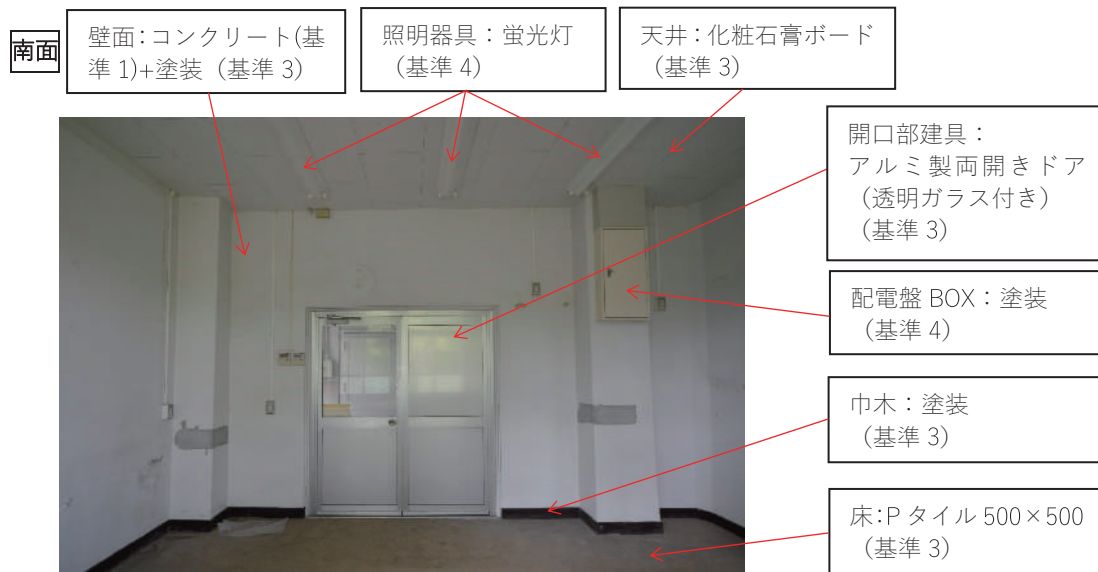 南面
壁面:コンクリート(基
準 1)+塗装（基準 3）
照明器具：蛍光灯
（基準 4）
天井：化粧石膏ボード
（基準 3）
開口部建具：
アルミ製両開きドア
（透明ガラス付き）
（基準 3）
配電盤 BOX：塗装
（基準 4）
巾木：塗装
（基準 3）
床:P タイル 500×500
（基準 3）